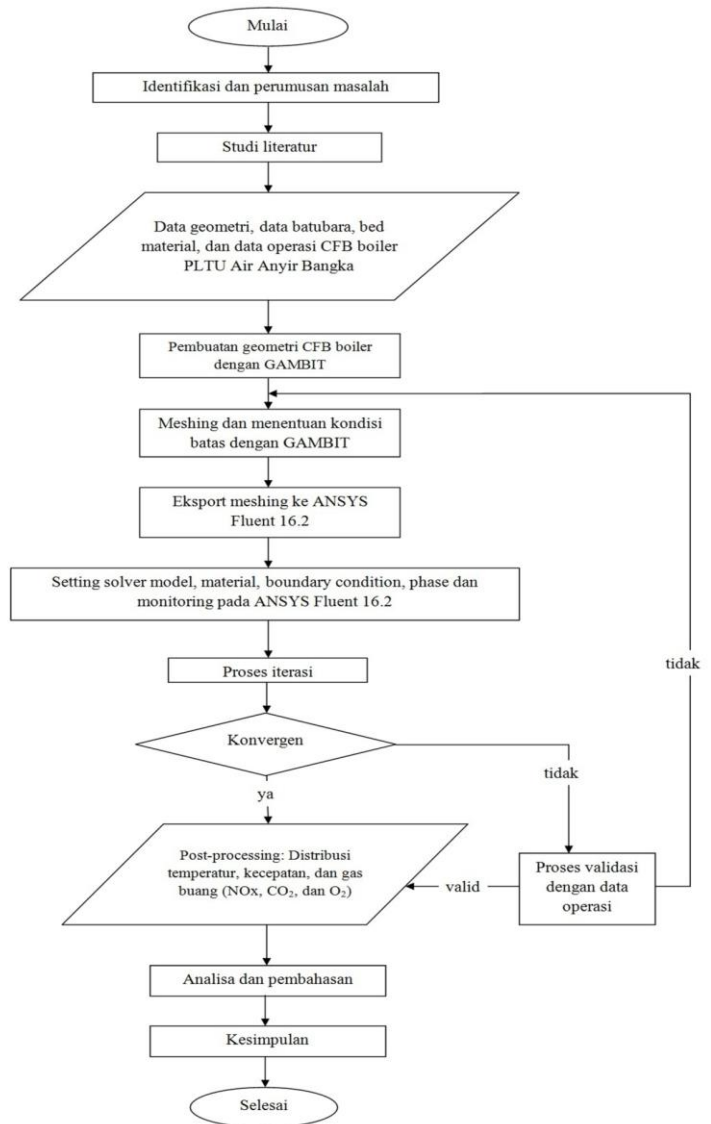 Mulai
Identifikasi dan perumusan masalah
Studi literatur
Data geometri, data batubara, bed
material, dan data operasi CFB boiler
PLTU Air Anyir Bangka
Pembuatan geometri CFB boiler
dengan GAMBIT
Meshing dan menentuan kondisi
batas dengan GAMBIT
Eksport meshing ke ANSYS
Fluent 16.2
Setting solver model, material, boundary condition, phase dan
monitoring pada ANSYS Fluent 16.2
Proses iterasi
tidak
Konvergen
tidak
ya
Post-processing: Distribusi
temperatur, kecepatan, dan gas
buang (NOx, CO₂, dan O₂)
valid
Proses validasi
dengan data
operasi
Analisa dan pembahasan
Kesimpulan
Selesai